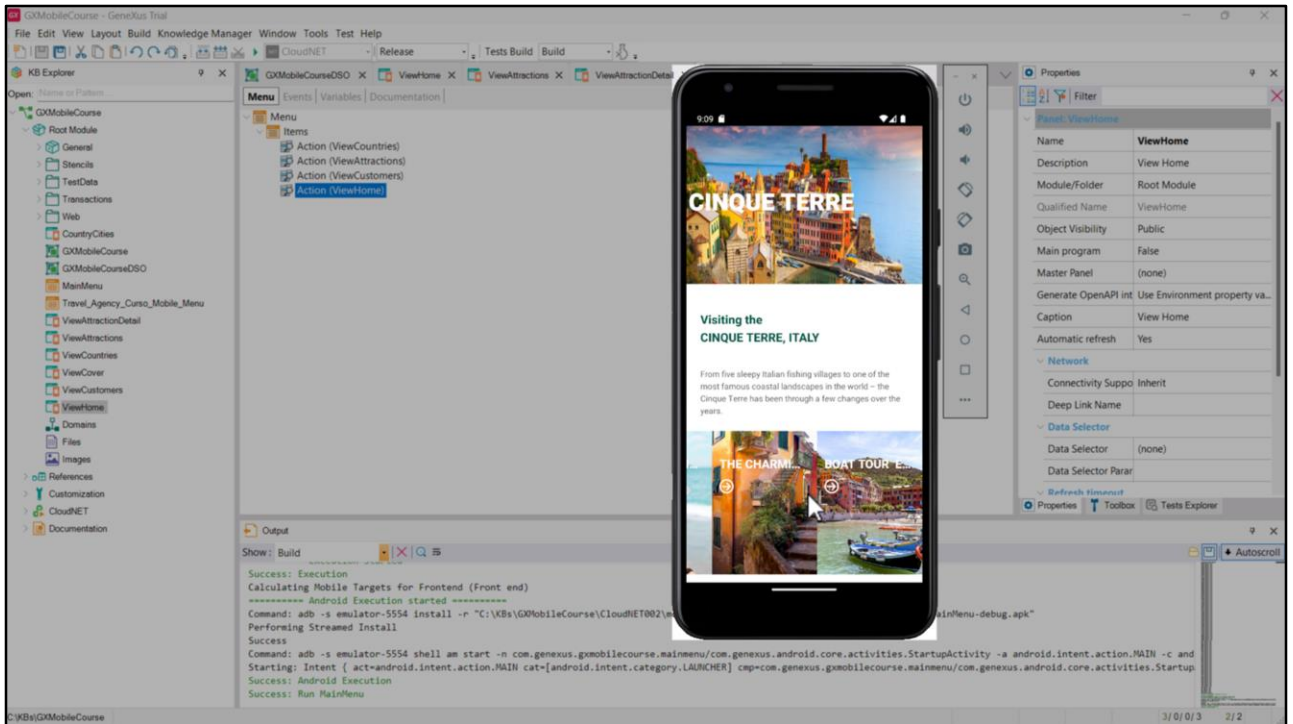 GX GXMobileCourse - GeneXus Trial
File Edit View Layout Build Knowledge Manager Window Tools Test Help
CloudNET Release Tests Build Build
KB Explorer
Open: Name or Pattern
GXMobileCourse
Root Module
General
Stencils
TestData
Transactions
Web
CountryCities
GXMobileCourse
GXMobileCourseDSO
MainMenu
Travel_Agency_Curso_Mobile_Menu
ViewAttractionDetail
ViewAttractions
ViewCountries
ViewCover
ViewCustomers
ViewHome
Domains
Files
Images
References
Customization
CloudNET
Documentation
GXMobileCourseDSO X ViewHome X ViewAttractions X ViewAttractionDetail
Menu Events Variables Documentation
Menu
Items
Action (ViewCountries)
Action (ViewAttractions)
Action (ViewCustomers)
Action (ViewHome)
9:09
CINQUE TERRE
Visiting the
CINQUE TERRE, ITALY
From five sleepy Italian fishing villages to one of the
most famous coastal landscapes in the world – the
Cinque Terre has been through a few changes over the
years.
THE CHARMI... BOAT TOUR E...
Properties
Filter
Panel: ViewHome
Name ViewHome
Description View Home
Module/Folder Root Module
Qualified Name ViewHome
Object Visibility Public
Main program False
Master Panel (none)
Generate OpenAPI int Use Environment property va...
Caption View Home
Automatic refresh Yes
Network
Connectivity Suppo Inherit
Deep Link Name
Data Selector
Data Selector (none)
Data Selector Parar
Refresh timeout
Properties Toolbox Tests Explorer
Output
Show: Build Autoscroll
Success: Execution
Calculating Mobile Targets for Frontend (Front end)
========== Android Execution started ==========
Command: adb -s emulator-5554 install -r "C:\KBs\GXMobileCourse\CloudNET002\m ainMenu-debug.apk"
Performing Streamed Install
Success
Command: adb -s emulator-5554 shell am start -n com.genexus.gxmobilecourse.mainmenu/com.genexus.android.core.activities.StartupActivity -a android.intent.action.MAIN -c and
Starting: Intent { act=android.intent.action.MAIN cat=[android.intent.category.LAUNCHER] cmp=com.genexus.gxmobilecourse.mainmenu/com.genexus.android.core.activities.Startup
Success: Android Execution
Success: Run MainMenu
C:\KBs\GXMobileCourse 3/0/0/3 2/2